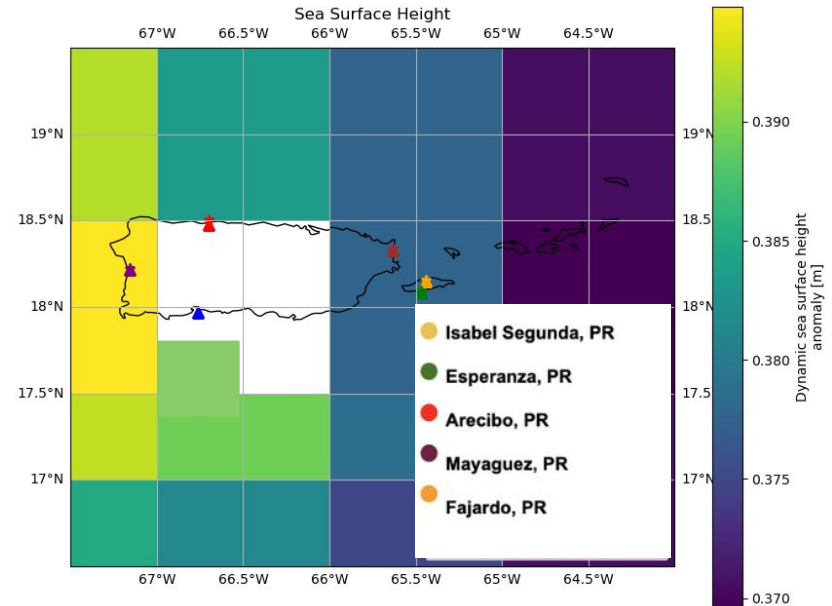 Sea Surface Height
67°W 66.5°W 66°W 65.5°W 65°W 64.5°W
19°N 19°N
18.5°N 18.5
18°N 18°N
17.5°N 17.5
17°N 17°N
67°W 66.5°W 66°W 65.5°W 65°W 64.5°W
Isabel Segunda, PR
Esperanza, PR
Arecibo, PR
Mayaguez, PR
Fajardo, PR
0.390
0.385
0.380
0.375
0.370
Dynamic sea surface height
anomaly [m]